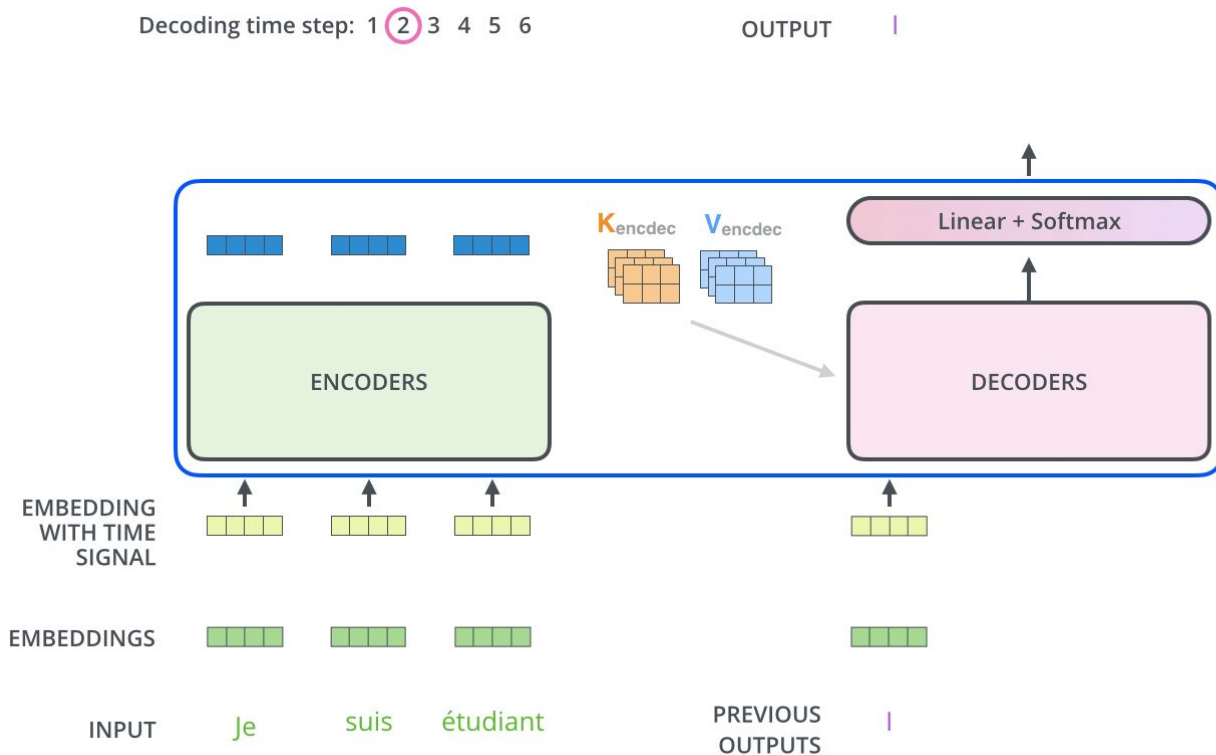 Decoding time step: 1 2 3 4 5 6
OUTPUT I
Kencdec Vencdec
Linear + Softmax
ENCODERS
DECODERS
EMBEDDING
WITH TIME
SIGNAL
EMBEDDINGS
INPUT Je suis étudiant
PREVIOUS
OUTPUTS
I